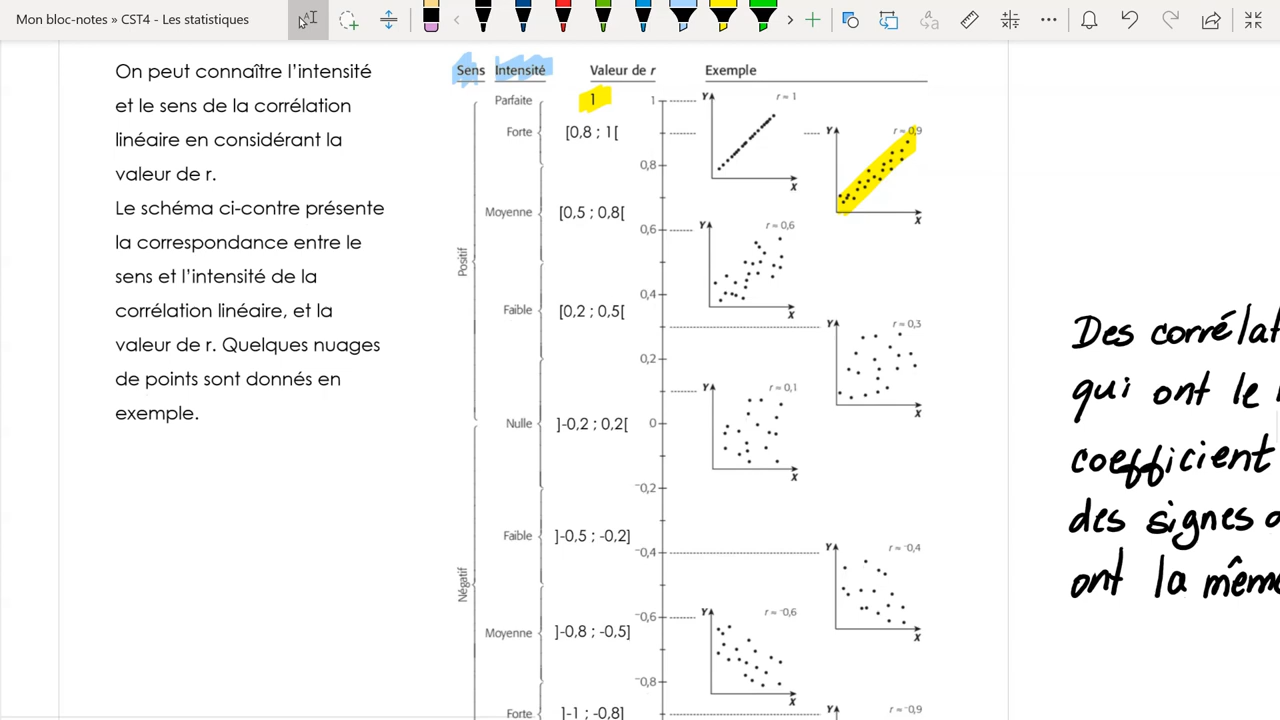 Mon bloc-notes » CST4 - Les statistiques
On peut connaître l'intensité
et le sens de la corrélation
linéaire en considérant la
valeur de r.
Le schéma ci-contre présente
la correspondance entre le
sens et l'intensité de la
corrélation linéaire, et la
valeur de r. Quelques nuages
de points sont donnés en
exemple.
Sens Intensité Valeur de r Exemple
Parfaite 1 1 Y r ≈ 1 X
Forte [0,8 ; 1[ Y r ≈ 0,9 X
0,8
Moyenne [0,5 ; 0,8[
0,6 Y r ≈ 0,6 X
Positif
0,4
Faible [0,2 ; 0,5[
Y r ≈ 0,3 X
0,2
Y r ≈ 0,1 X
Nulle ]-0,2 ; 0,2[ 0
-0,2
Faible ]-0,5 ; -0,2]
-0,4 Y r ≈ -0,4 X
Négatif
-0,6 Y r ≈ -0,6 X
Moyenne ]-0,8 ; -0,5]
-0,8
Forte ]-1 ; -0,8] Y r ≈ -0,9
Des corrélat
qui ont le
coefficient
des signes
ont la même